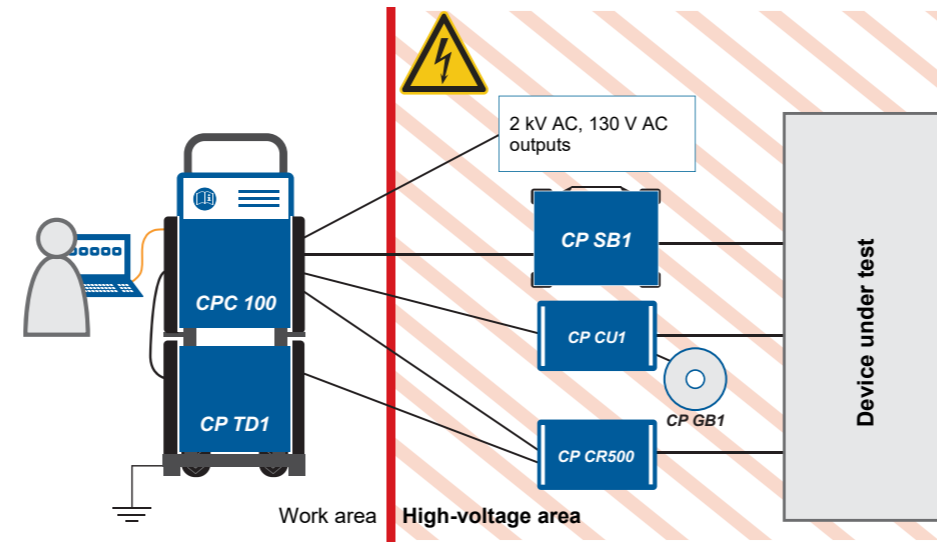 2 kV AC, 130 V AC
outputs
CP SB1
CPC 100
CP CU1
CP GB1
CP TD1
CP CR500
Device under test
Work area
High-voltage area